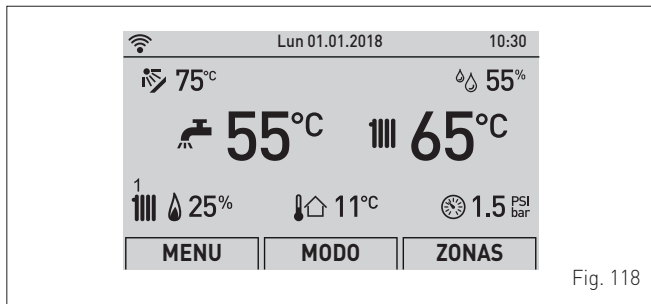 Lun 01.01.2018 10:30
75°C 55%
55°C 65°C
1
25% 11°C 1.5 PSI bar
MENU MODO ZONAS
Fig. 118